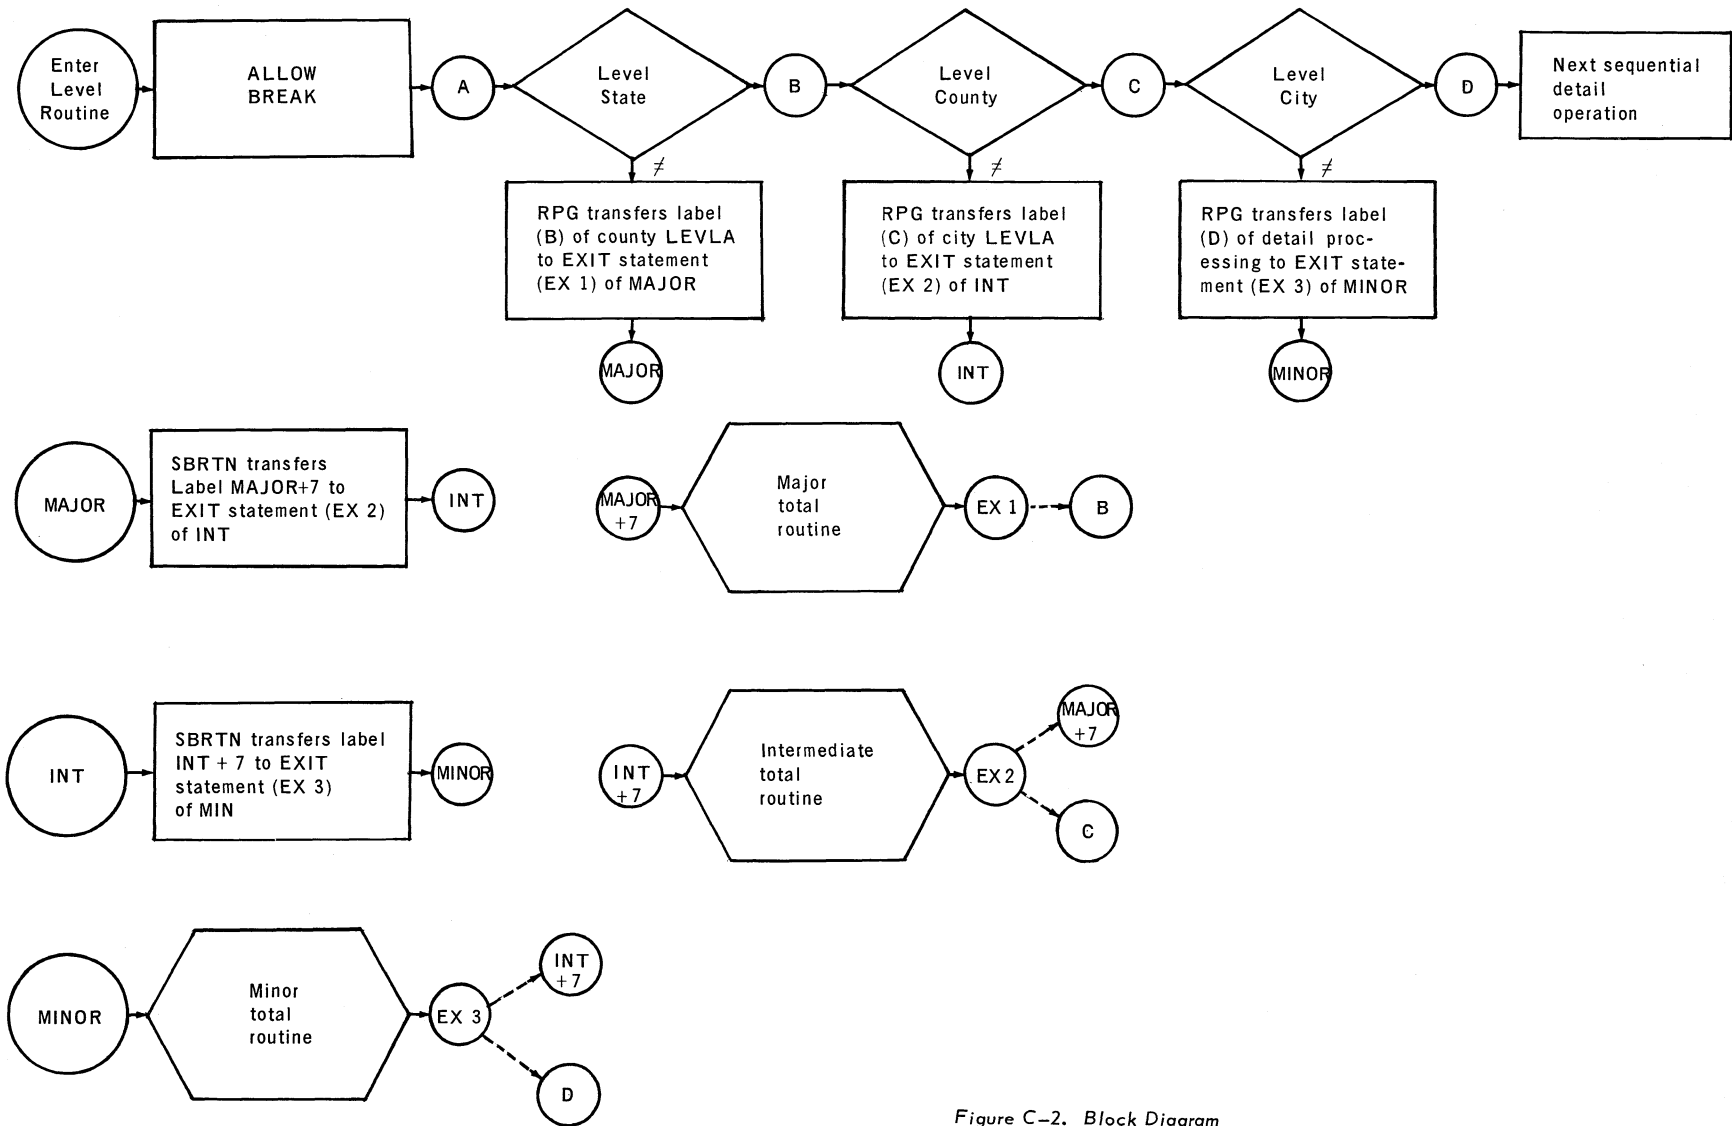 Enter
Level
Routine
ALLOW
BREAK
A
Level
State
B
Level
County
C
Level
City
D
Next sequential
detail
operation
≠
≠
≠
RPG transfers label
(B) of county LEVLA
to EXIT statement
(EX 1) of MAJOR
RPG transfers label
(C) of city LEVLA
to EXIT statement
(EX 2) of INT
RPG transfers label
(D) of detail proc-
essing to EXIT state-
ment (EX 3) of MINOR
MAJOR
INT
MINOR
MAJOR
SBRTN transfers
Label MAJOR+7 to
EXIT statement (EX 2)
of INT
INT
MAJOR
+7
Major
total
routine
EX 1
B
INT
SBRTN transfers label
INT + 7 to EXIT
statement (EX 3)
of MIN
MINOR
INT
+7
Intermediate
total
routine
EX 2
MAJOR
+7
C
MINOR
Minor
total
routine
EX 3
INT
+7
D
Figure C-2. Block Diagram